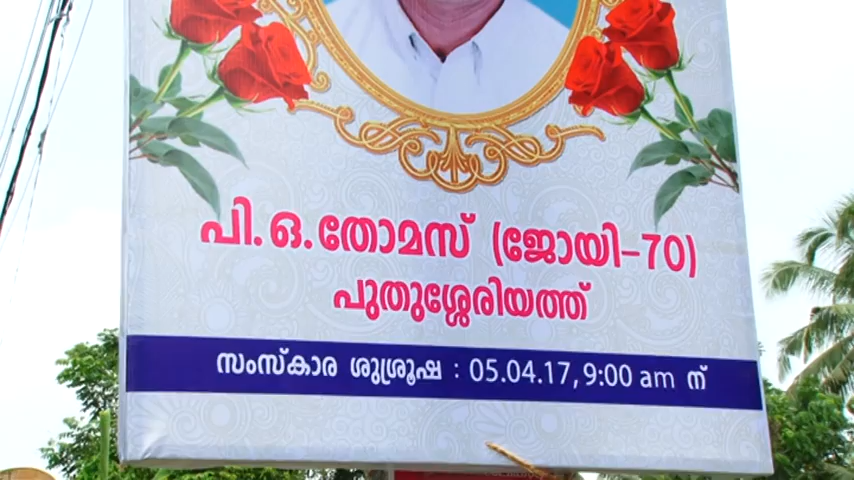 പി.ഒ.തോമസ് (ജോയി-70)
പുതുശ്ശേരിയത്ത്
സംസ്കാര ശുശ്രൂഷ : 05.04.17, 9:00 am ന്